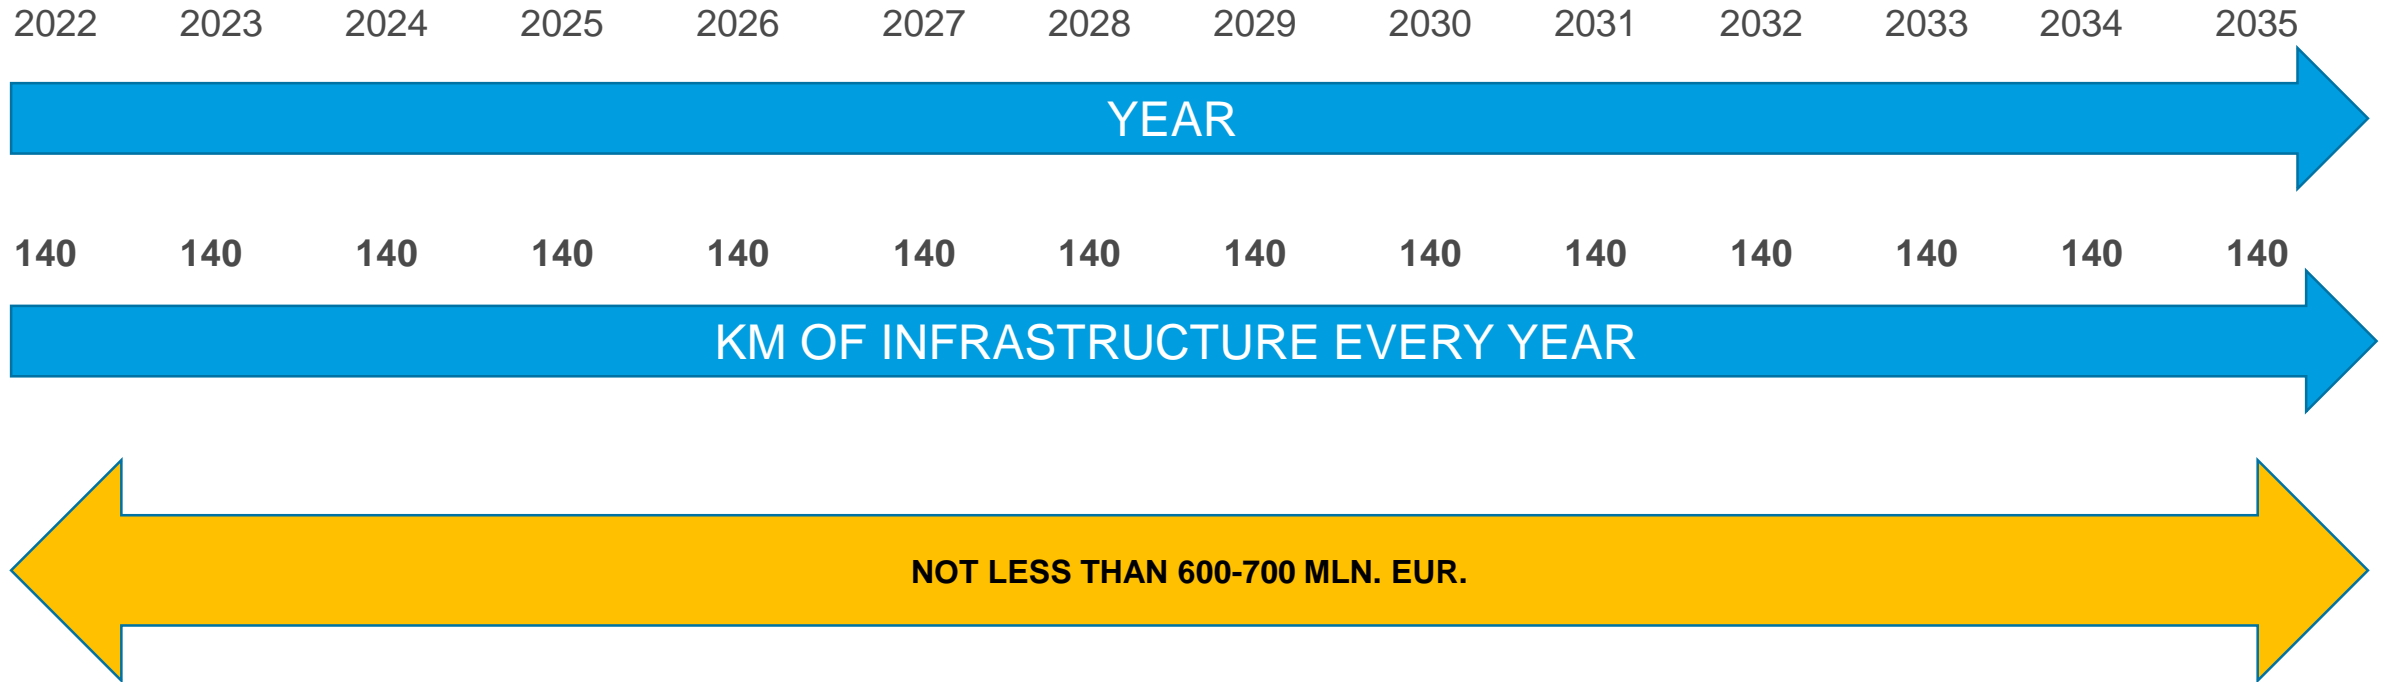 2022 2023 2024 2025 2026 2027 2028 2029 2030 2031 2032 2033 2034 2035
YEAR
140 140 140 140 140 140 140 140 140 140 140 140 140 140
KM OF INFRASTRUCTURE EVERY YEAR
NOT LESS THAN 600-700 MLN. EUR.